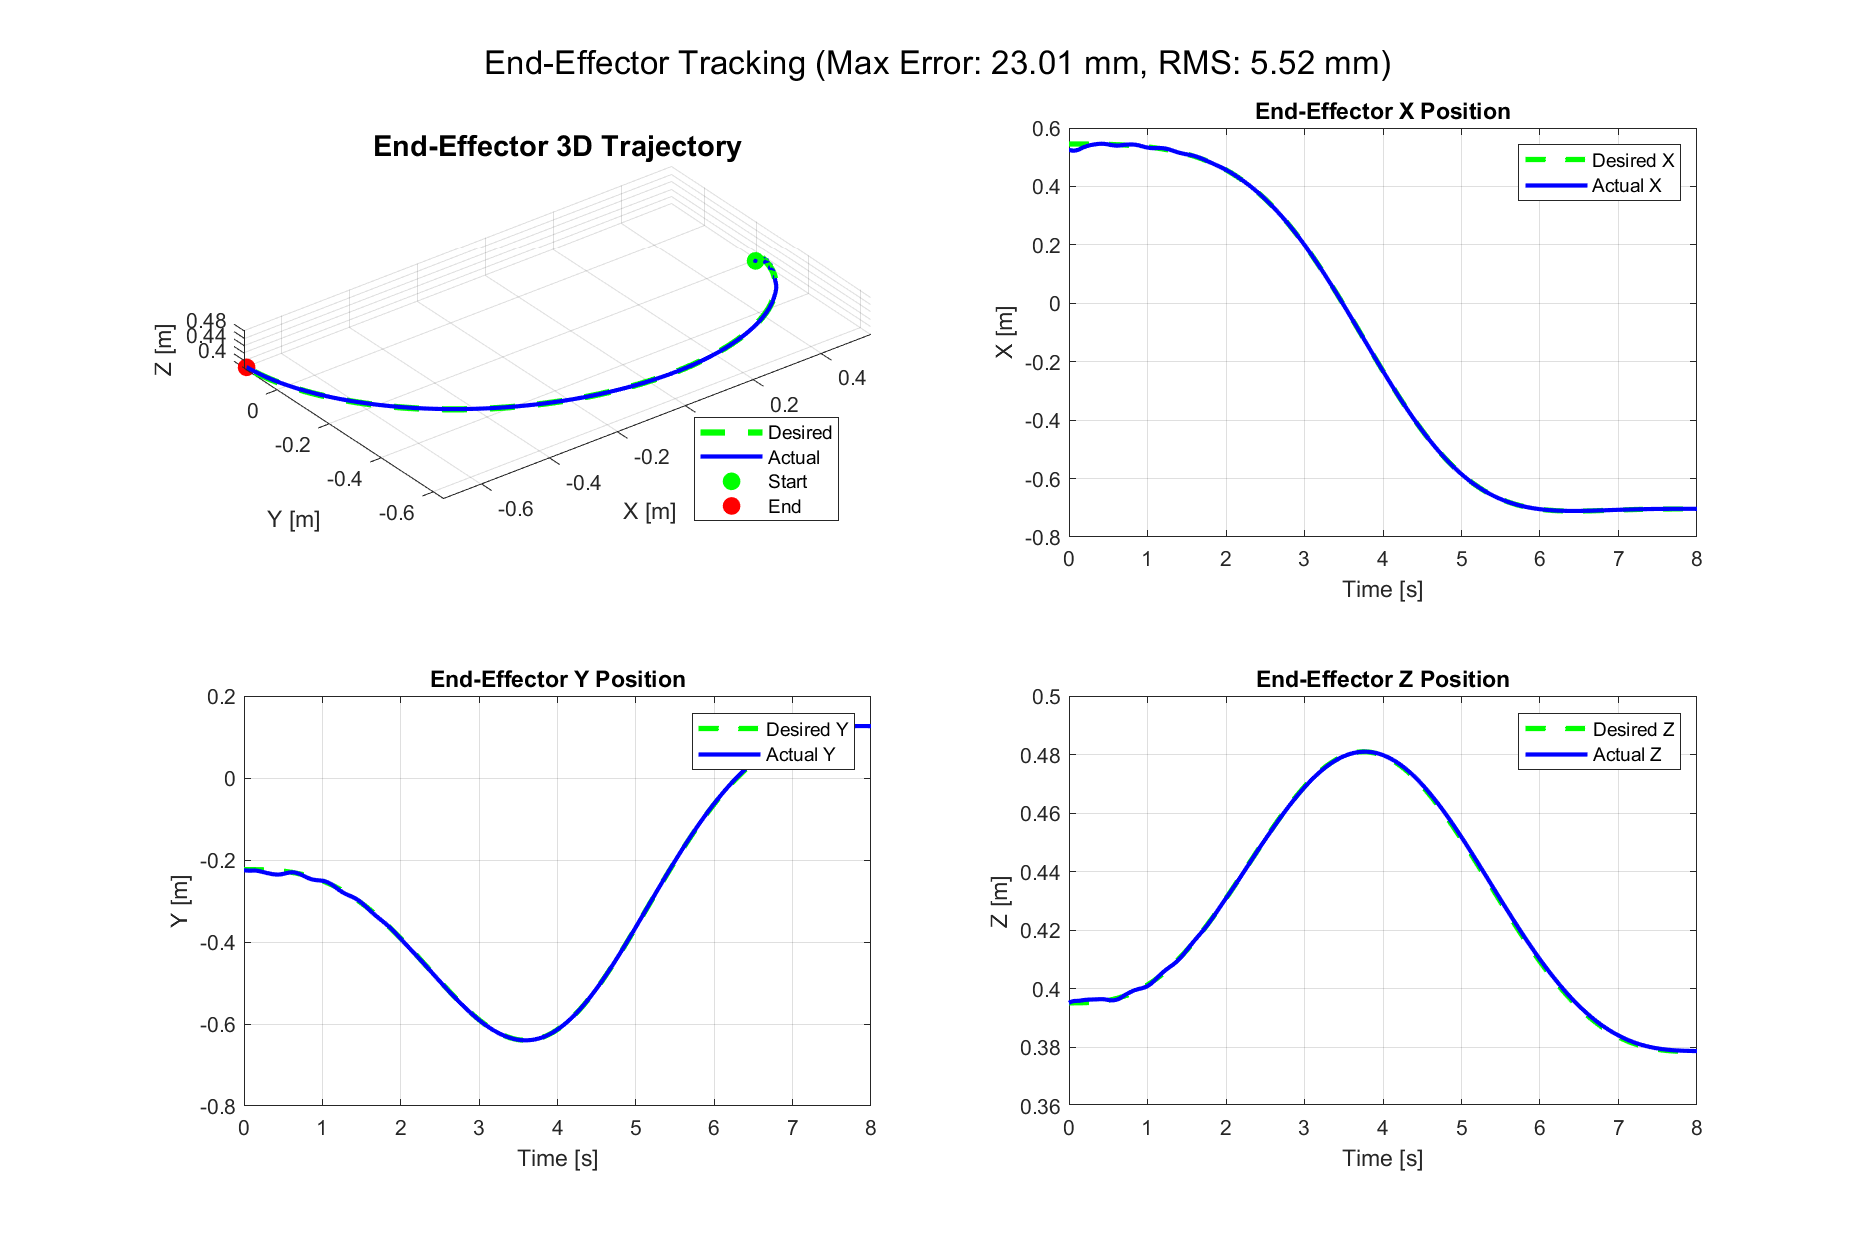 End-Effector Tracking (Max Error: 23.01 mm, RMS: 5.52 mm)
End-Effector 3D Trajectory
Z [m]
0.48
0.44
0.4
0
-0.2
-0.4
-0.6
Y [m]
-0.6
-0.4
-0.2
0.2
0.4
X [m]
Desired
Actual
Start
End
End-Effector X Position
X [m]
0.6
0.4
0.2
0
-0.2
-0.4
-0.6
-0.8
0 1 2 3 4 5 6 7 8
Time [s]
Desired X
Actual X
End-Effector Y Position
Y [m]
0.2
0
-0.2
-0.4
-0.6
-0.8
0 1 2 3 4 5 6 7 8
Time [s]
Desired Y
Actual Y
End-Effector Z Position
Z [m]
0.5
0.48
0.46
0.44
0.42
0.4
0.38
0.36
0 1 2 3 4 5 6 7 8
Time [s]
Desired Z
Actual Z